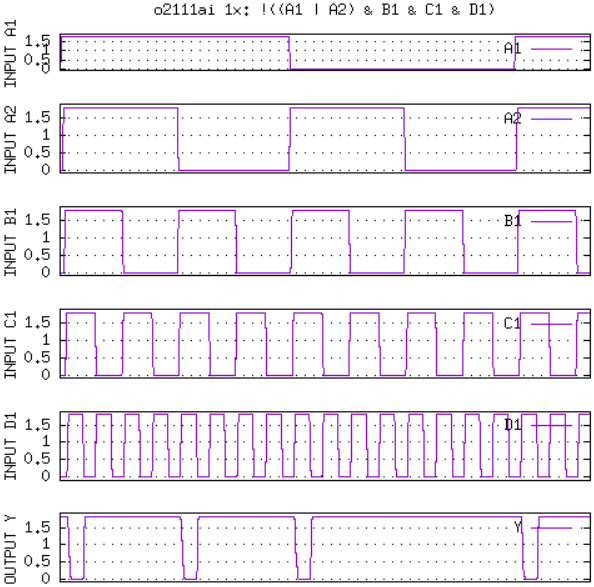 o2111ai 1x: !((A1 | A2) & B1 & C1 & D1)
INPUT A1
1.5
1
0.5
0
A1
INPUT A2
1.5
1
0.5
0
A2
INPUT B1
1.5
1
0.5
0
B1
INPUT C1
1.5
1
0.5
0
C1
INPUT D1
1.5
1
0.5
0
D1
OUTPUT Y
1.5
1
0.5
0
Y